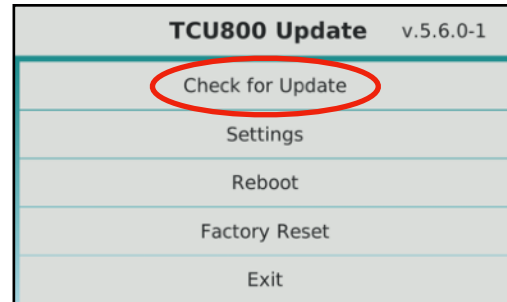 TCU800 Update v.5.6.0-1
Check for Update
Settings
Reboot
Factory Reset
Exit